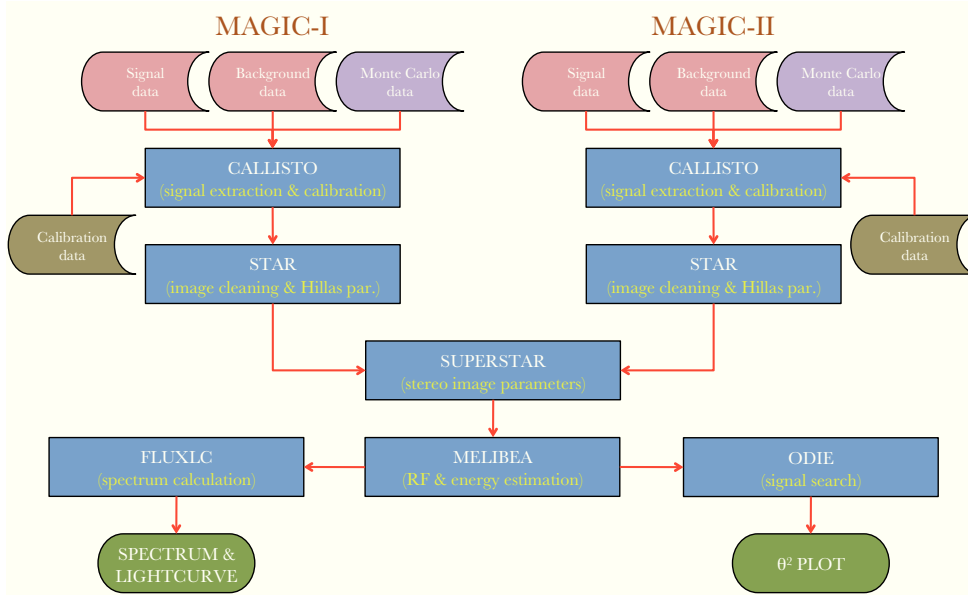 MAGIC-I
MAGIC-II
Signal
data
Background
data
Monte Carlo
data
Signal
data
Background
data
Monte Carlo
data
CALLISTO
(signal extraction & calibration)
CALLISTO
(signal extraction & calibration)
Calibration
data
Calibration
data
STAR
(image cleaning & Hillas par.)
STAR
(image cleaning & Hillas par.)
SUPERSTAR
(stereo image parameters)
FLUXLC
(spectrum calculation)
MELIBEA
(RF & energy estimation)
ODIE
(signal search)
SPECTRUM &
LIGHTCURVE
θ² PLOT